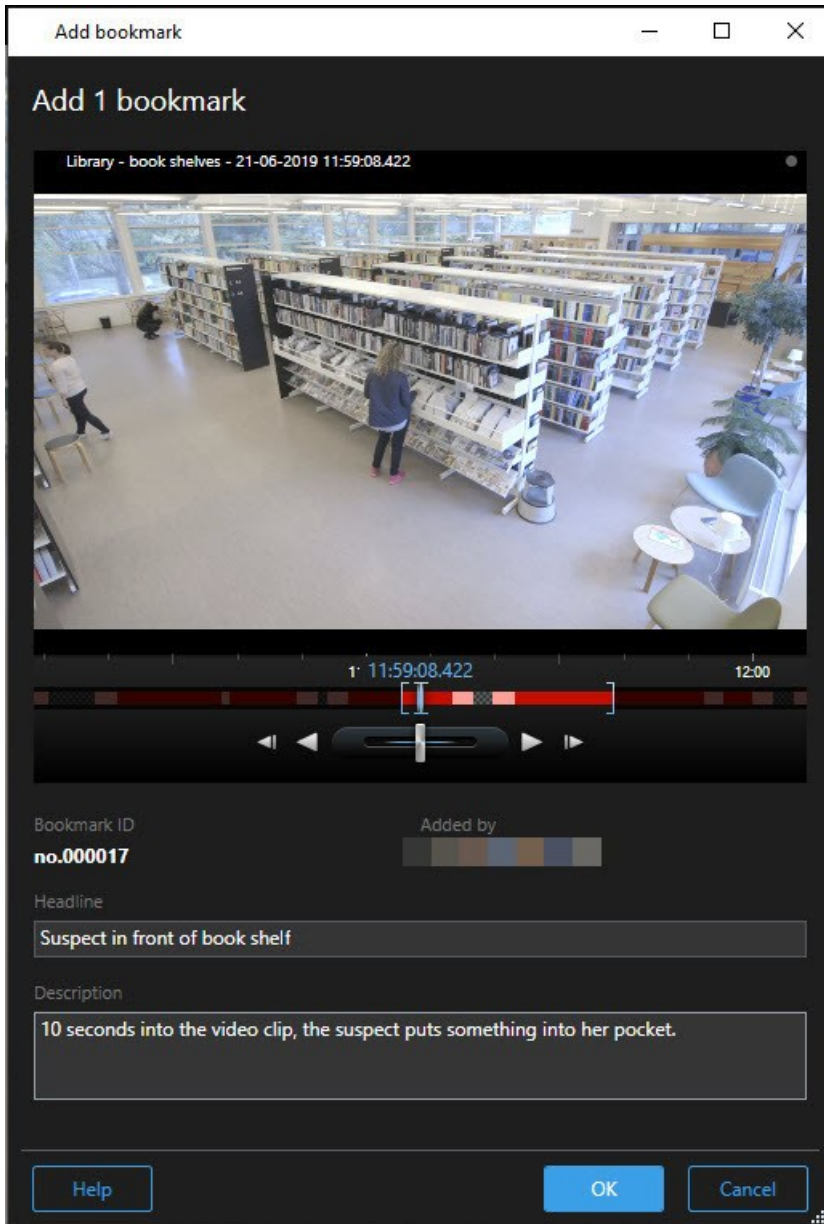 Add bookmark
Add 1 bookmark
Library - book shelves - 21-06-2019 11:59:08.422
11:59:08.422
12:00
Bookmark ID
Added by
no.000017
Headline
Suspect in front of book shelf
Description
10 seconds into the video clip, the suspect puts something into her pocket.
Help
OK
Cancel